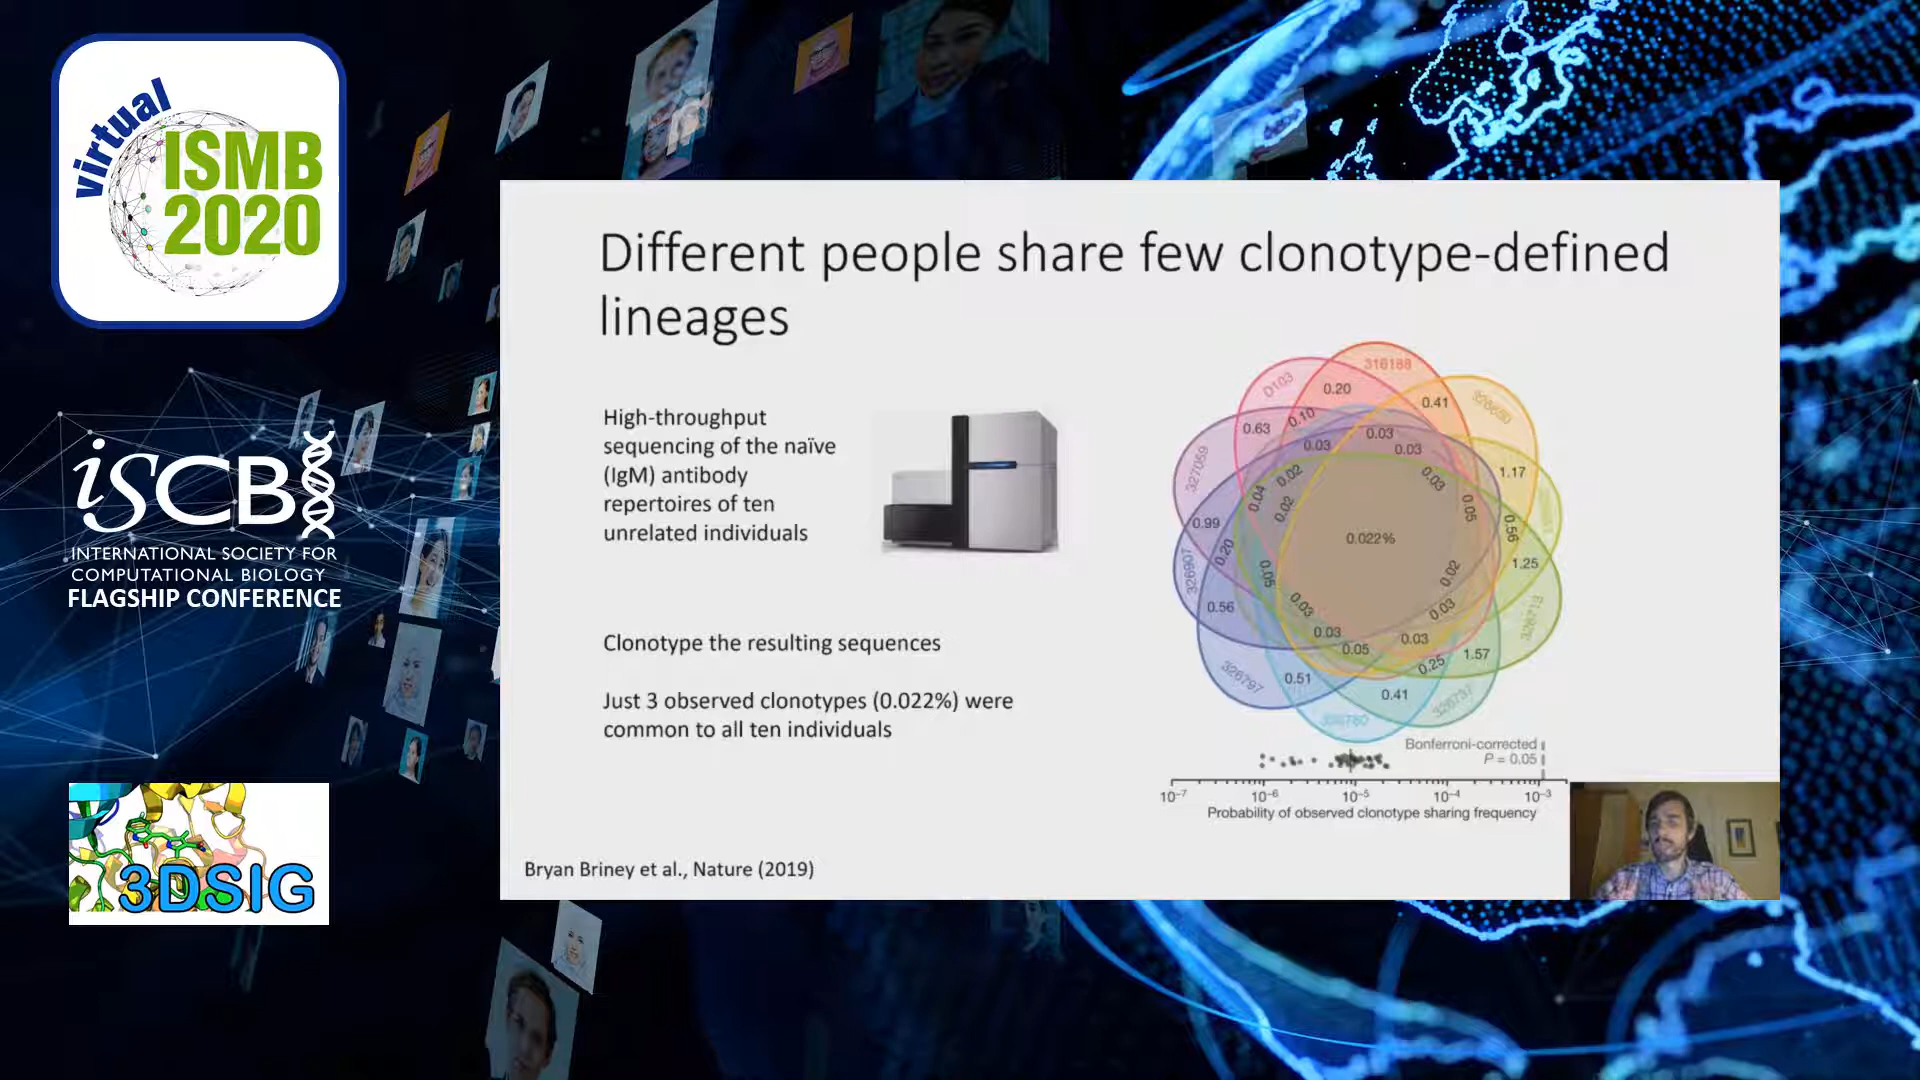 virtual
ISMB
2020
iSCB
INTERNATIONAL SOCIETY FOR
COMPUTATIONAL BIOLOGY
FLAGSHIP CONFERENCE
3DSIG
Different people share few clonotype-defined
lineages
High-throughput
sequencing of the naïve
(IgM) antibody
repertoires of ten
unrelated individuals
Clonotype the resulting sequences
Just 3 observed clonotypes (0.022%) were
common to all ten individuals
Bryan Briney et al., Nature (2019)
316188
D103
0.20
0.41
0.63
0.10
0.03
0.03
0.03
327059
0.02
0.03
1.17
0.04
0.02
0.05
0.99
0.56
0.022%
0.20
326907
0.05
0.02
1.25
0.56
0.03
0.03
0.03
0.03
0.05
0.25
1.57
326797
0.51
0.41
326737
Bonferroni-corrected
P = 0.05
10⁻⁷ 10⁻⁶ 10⁻⁵ 10⁻⁴ 10⁻³
Probability of observed clonotype sharing frequency